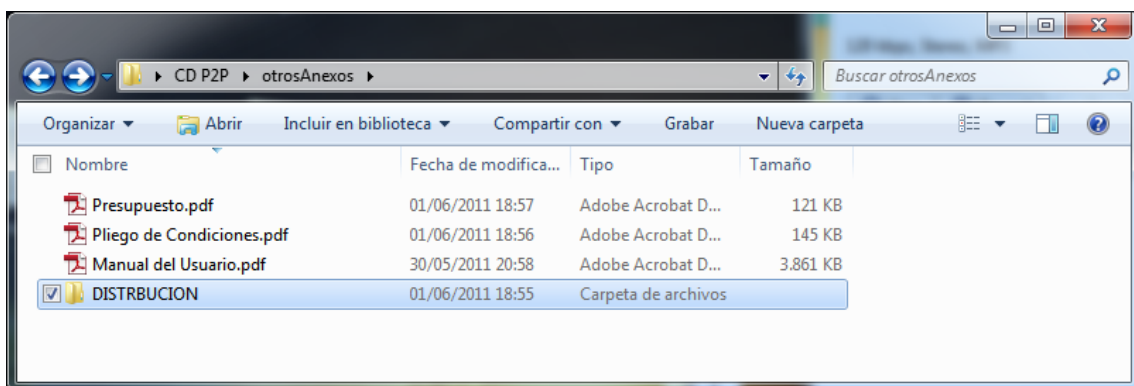 CD P2P otrosAnexos Buscar otrosAnexos
Organizar Abrir Incluir en biblioteca Compartir con Grabar Nueva carpeta
Nombre Fecha de modifica... Tipo Tamaño
Presupuesto.pdf 01/06/2011 18:57 Adobe Acrobat D... 121 KB
Pliego de Condiciones.pdf 01/06/2011 18:56 Adobe Acrobat D... 145 KB
Manual del Usuario.pdf 30/05/2011 20:58 Adobe Acrobat D... 3.861 KB
DISTRBUCION 01/06/2011 18:55 Carpeta de archivos